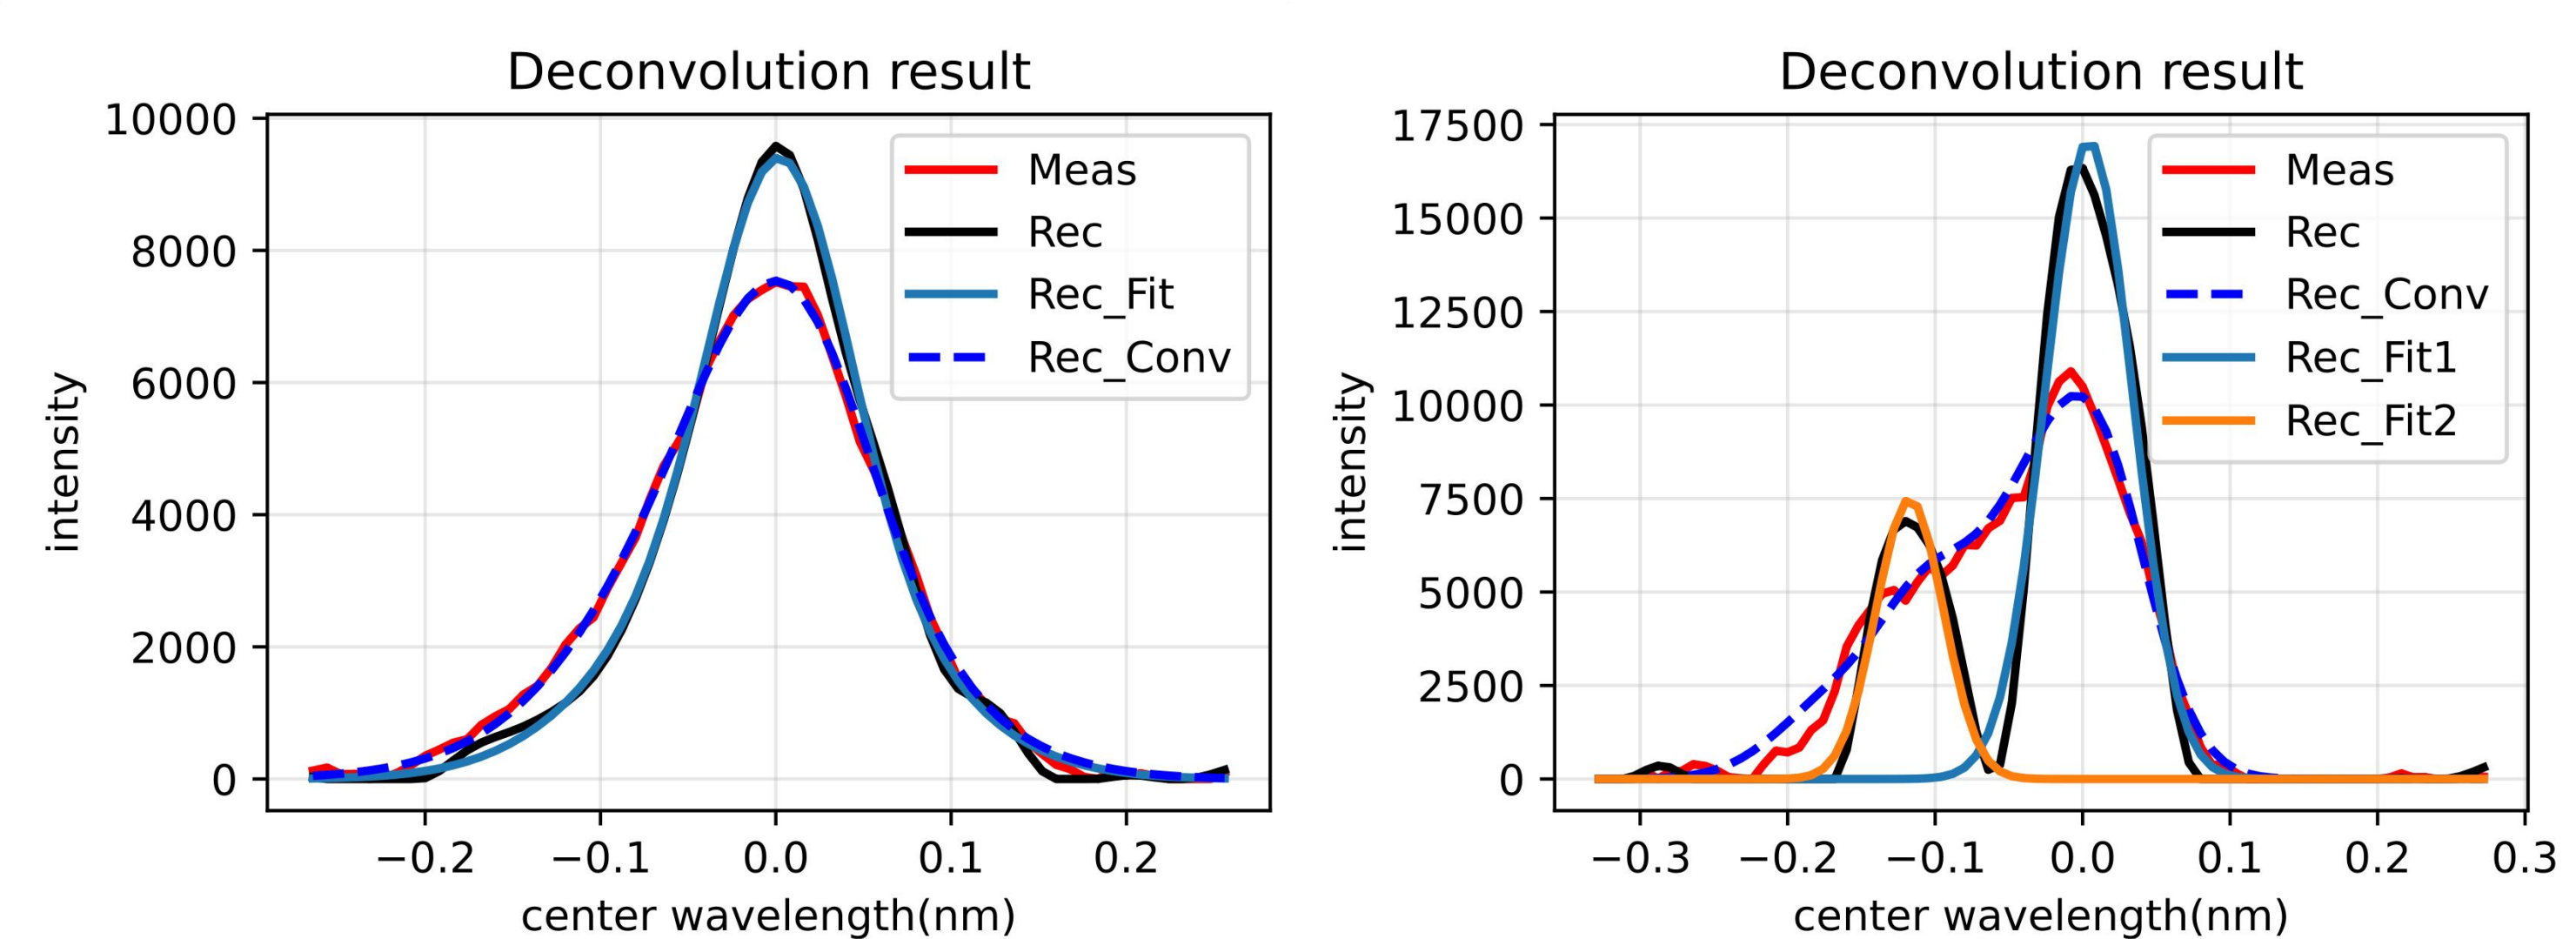 Deconvolution result
10000
8000
6000
4000
2000
0
intensity
Meas
Rec
Rec_Fit
Rec_Conv
−0.2 −0.1 0.0 0.1 0.2
center wavelength(nm)
Deconvolution result
17500
15000
12500
10000
7500
5000
2500
0
intensity
Meas
Rec
Rec_Conv
Rec_Fit1
Rec_Fit2
−0.3 −0.2 −0.1 0.0 0.1 0.2 0.3
center wavelength(nm)